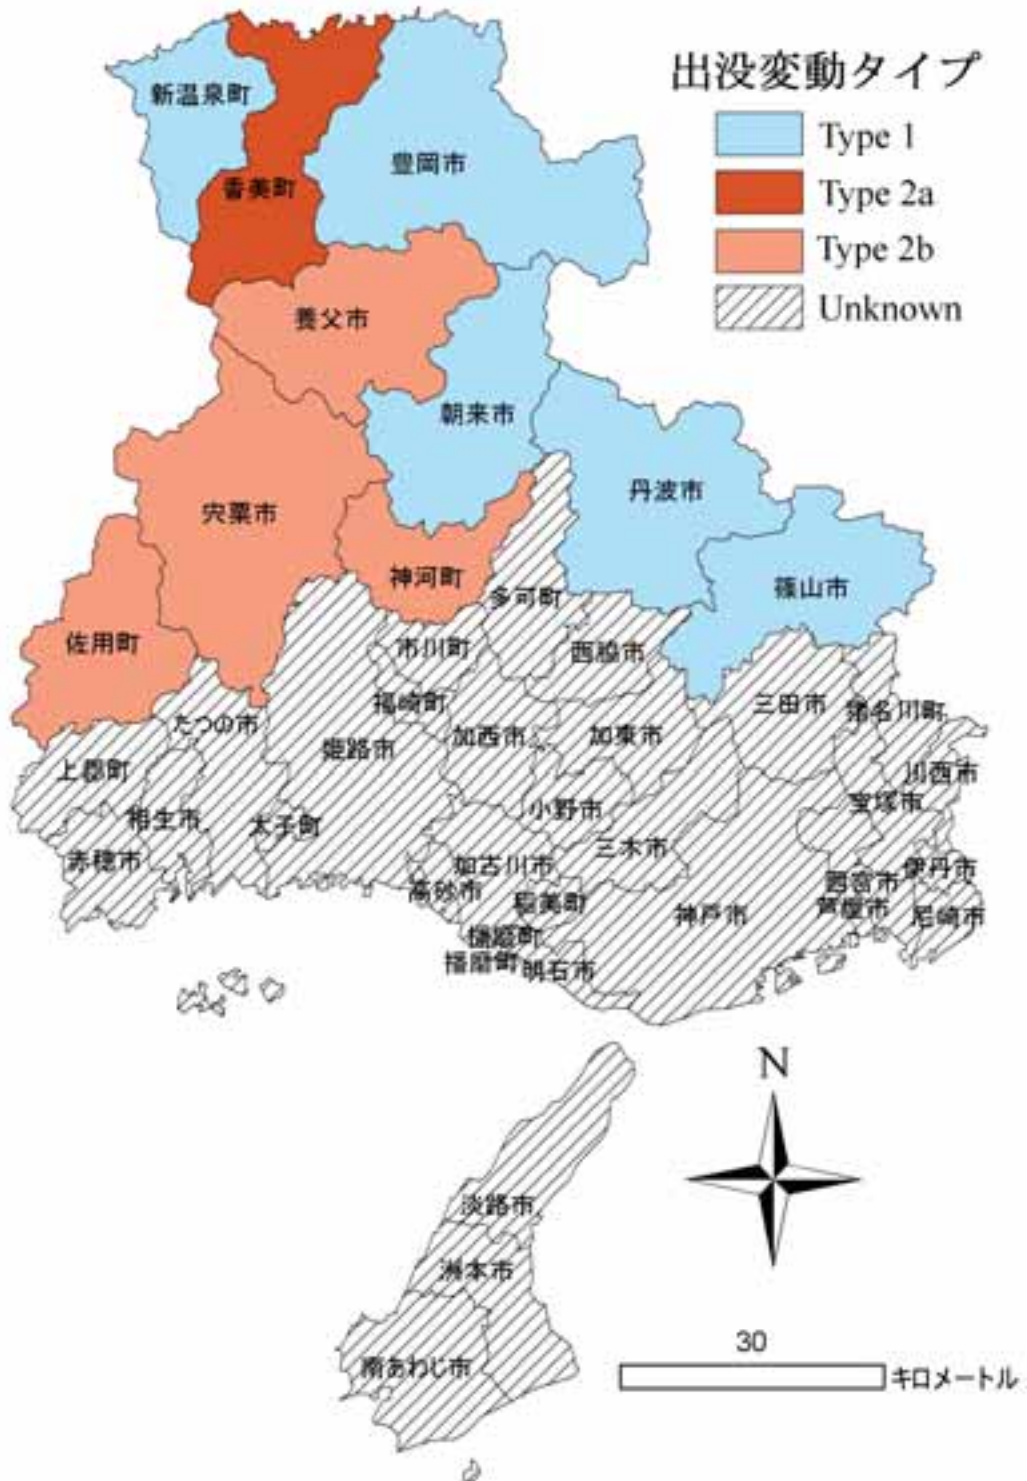 出没変動タイプ
Type 1
Type 2a
Type 2b
Unknown
新温泉町
香美町
豊岡市
養父市
朝来市
丹波市
宍粟市
神河町
篠山市
多可町
佐用町
市川町
西脇市
福崎町
三田市
猪名川町
たつの市
姫路市
加西市
加東市
上郡町
川西市
相生市
太子町
小野市
宝塚市
赤穂市
三木市
加古川市
伊丹市
高砂市
西宮市
稲美町
神戸市
芦屋市
尼崎市
播磨町
播磨町
明石市
N
淡路市
洲本市
南あわじ市
30
キロメートル